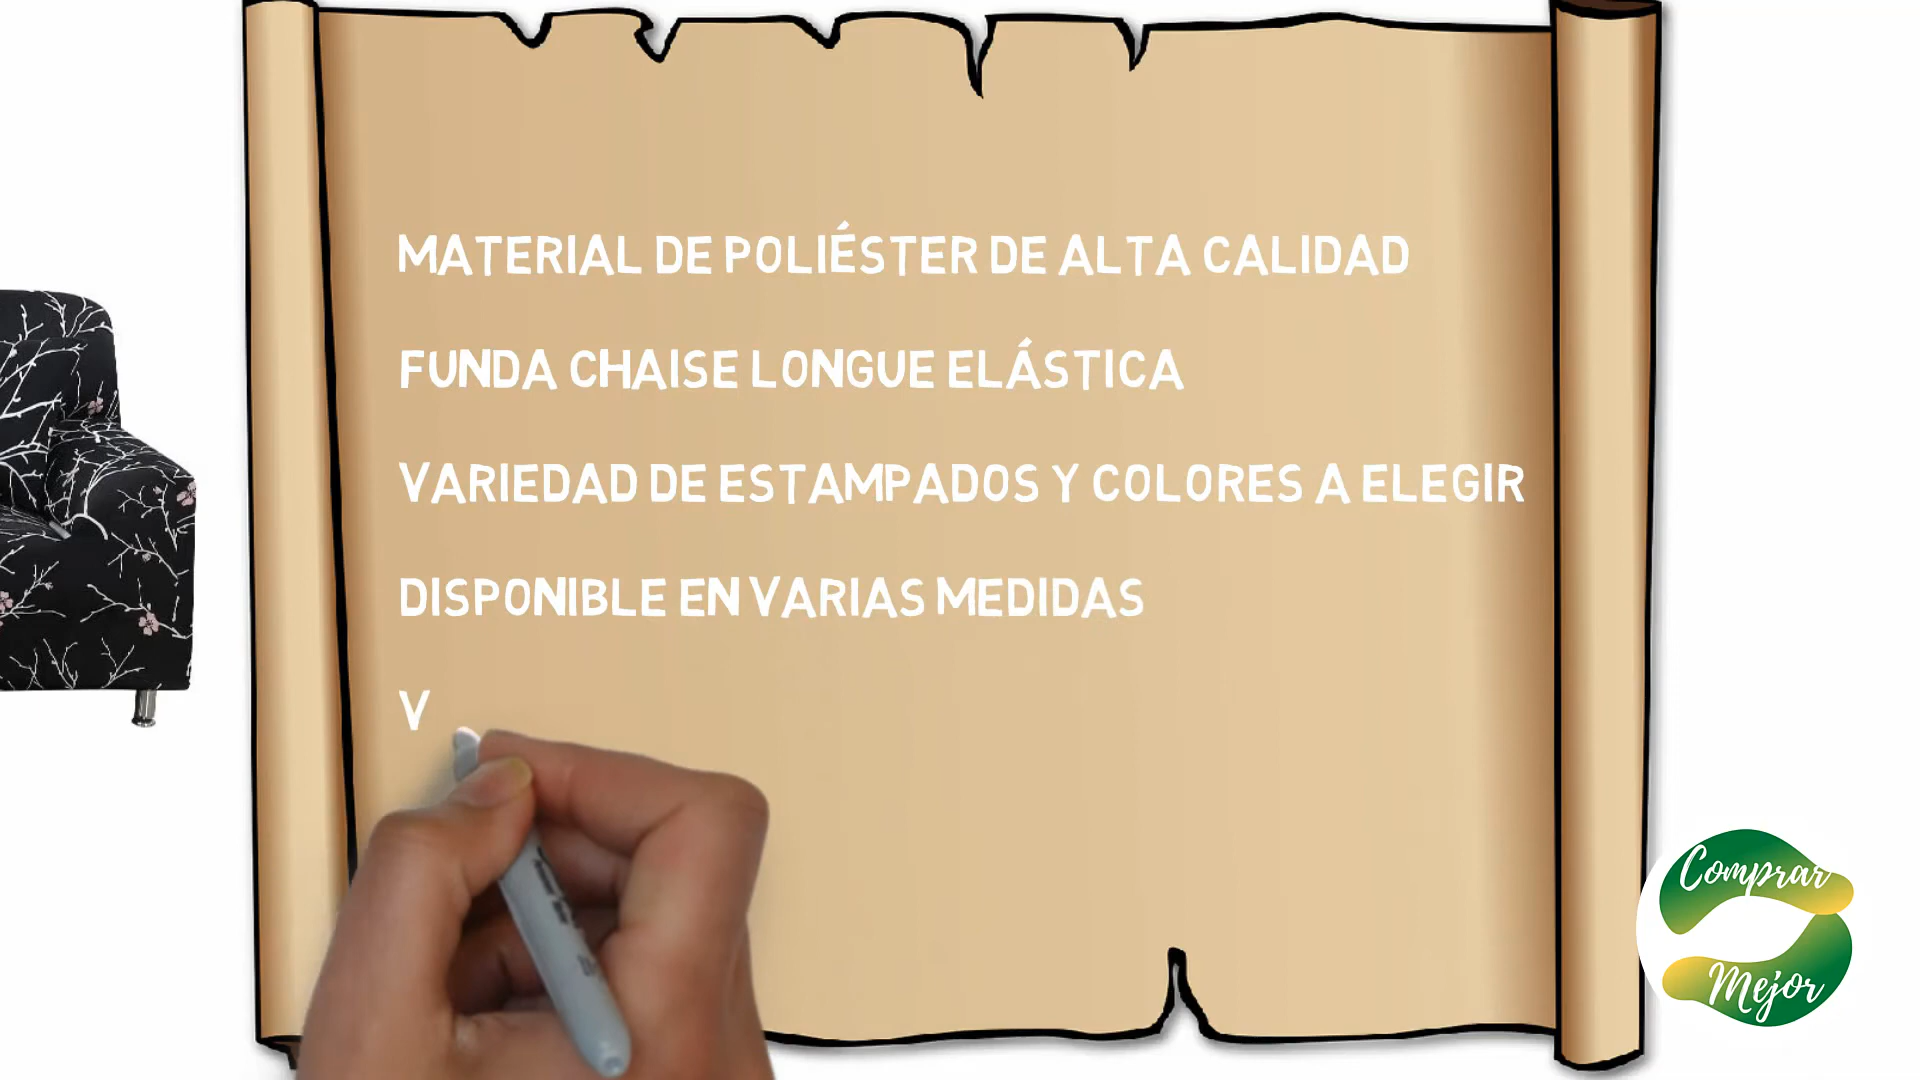 MATERIAL DE POLIÉSTER DE ALTA CALIDAD
FUNDA CHAISE LONGUE ELÁSTICA
VARIEDAD DE ESTAMPADOS Y COLORES A ELEGIR
DISPONIBLE EN VARIAS MEDIDAS
V
Comprar
Mejor